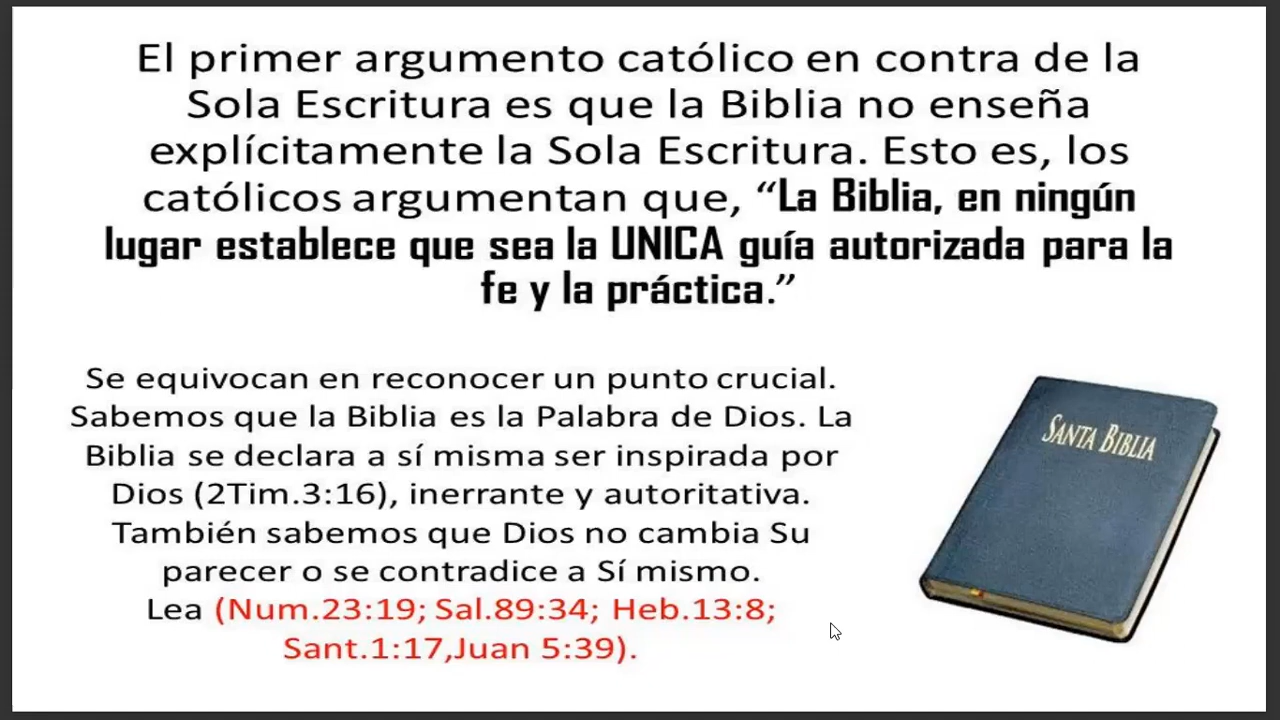 El primer argumento católico en contra de la
Sola Escritura es que la Biblia no enseña
explícitamente la Sola Escritura. Esto es, los
católicos argumentan que, “La Biblia, en ningún
lugar establece que sea la UNICA guía autorizada para la
fe y la práctica.”
Se equivocan en reconocer un punto crucial.
Sabemos que la Biblia es la Palabra de Dios. La
Biblia se declara a sí misma ser inspirada por
Dios (2Tim.3:16), inerrante y autoritativa.
También sabemos que Dios no cambia Su
parecer o se contradice a Sí mismo.
Lea (Num.23:19; Sal.89:34; Heb.13:8;
Sant.1:17,Juan 5:39).
SANTA BIBLIA